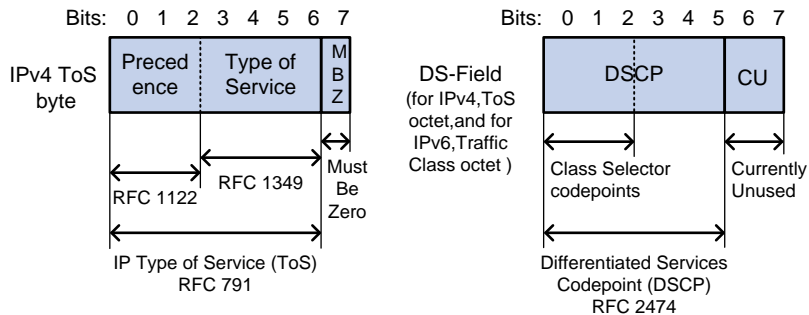 Bits: 0 1 2 3 4 5 6 7
IPv4 ToS
byte
Preced
ence
Type of
Service
M
B
Z
RFC 1122
RFC 1349
Must
Be
Zero
IP Type of Service (ToS)
RFC 791
Bits: 0 1 2 3 4 5 6 7
DS-Field
(for IPv4,ToS
octet,and for
IPv6,Traffic
Class octet )
DSCP
CU
Class Selector
codepoints
Currently
Unused
Differentiated Services
Codepoint (DSCP)
RFC 2474